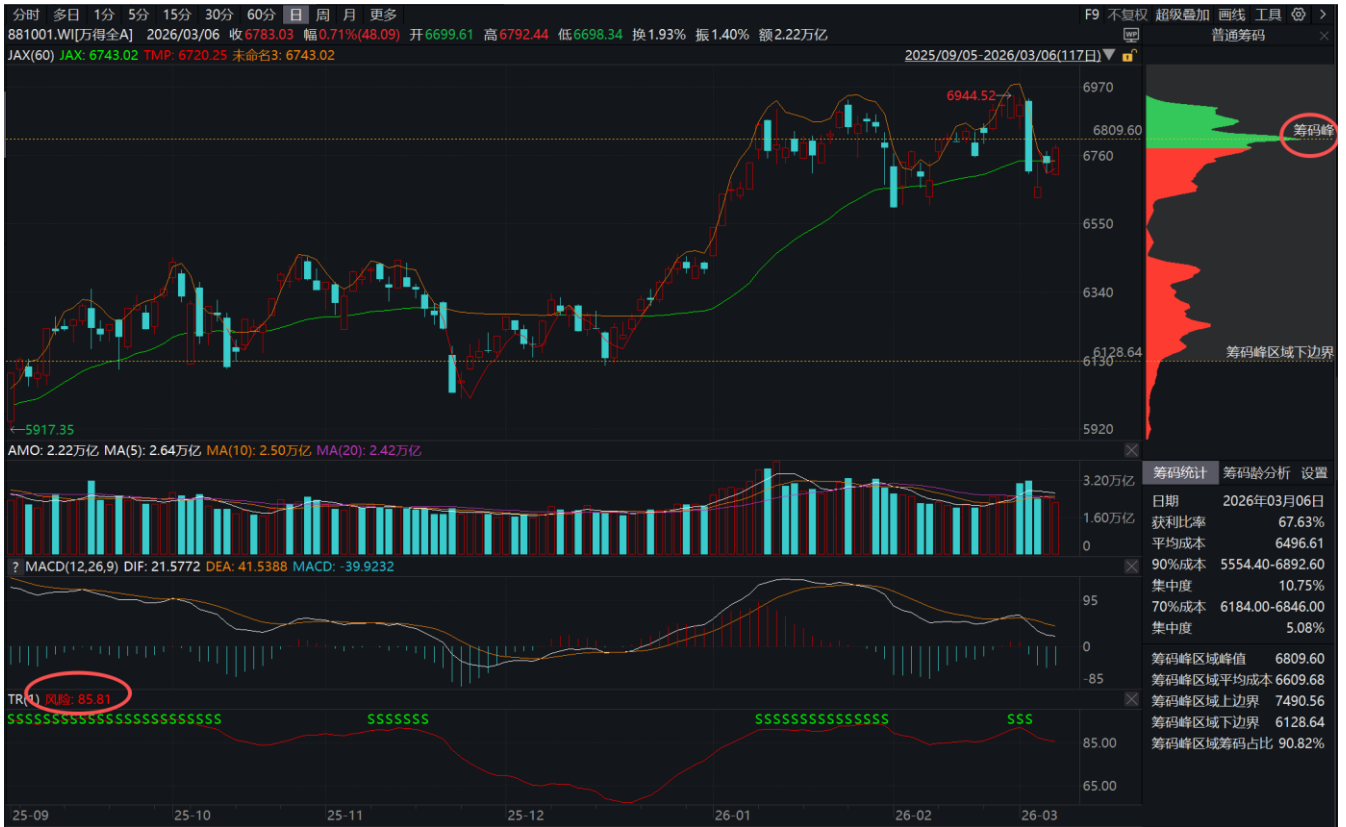 分时 多日 1分 5分 15分 30分 60分 日 周 月 更多 F9 不复权 超级叠加 画线 工具
881001.WI[万得全A] 2026/03/06 收6783.03 幅0.71%(48.09) 开6699.61 高6792.44 低6698.34 换1.93% 振1.40% 额2.22万亿 WP 普通筹码
JAX(60) JAX: 6743.02 TMP: 6720.25 未命名3: 6743.02 2025/09/05-2026/03/06(117日)
6970
6944.52
6809.60
筹码峰
6760
6550
6340
6128.64
筹码峰区域下边界
6130
5917.35
5920
AMO: 2.22万亿 MA(5): 2.64万亿 MA(10): 2.50万亿 MA(20): 2.42万亿
3.20万亿
1.60万亿
0
筹码统计 筹码龄分析 设置
日期 2026年03月06日
获利比率 67.63%
平均成本 6496.61
90%成本 5554.40-6892.60
集中度 10.75%
70%成本 6184.00-6846.00
集中度 5.08%
筹码峰区域峰值 6809.60
筹码峰区域平均成本 6609.68
筹码峰区域上边界 7490.56
筹码峰区域下边界 6128.64
筹码峰区域筹码占比 90.82%
? MACD(12,26,9) DIF: 21.5772 DEA: 41.5388 MACD: -39.9232
95
0
-85
TR(1) 风险: 85.81
SSSSSSSSSSSSSSSSSSSSSSSS SSSSSSS SSSSSSSSSSSSSSS SSS
85.00
65.00
25-09 25-10 25-11 25-12 26-01 26-02 26-03